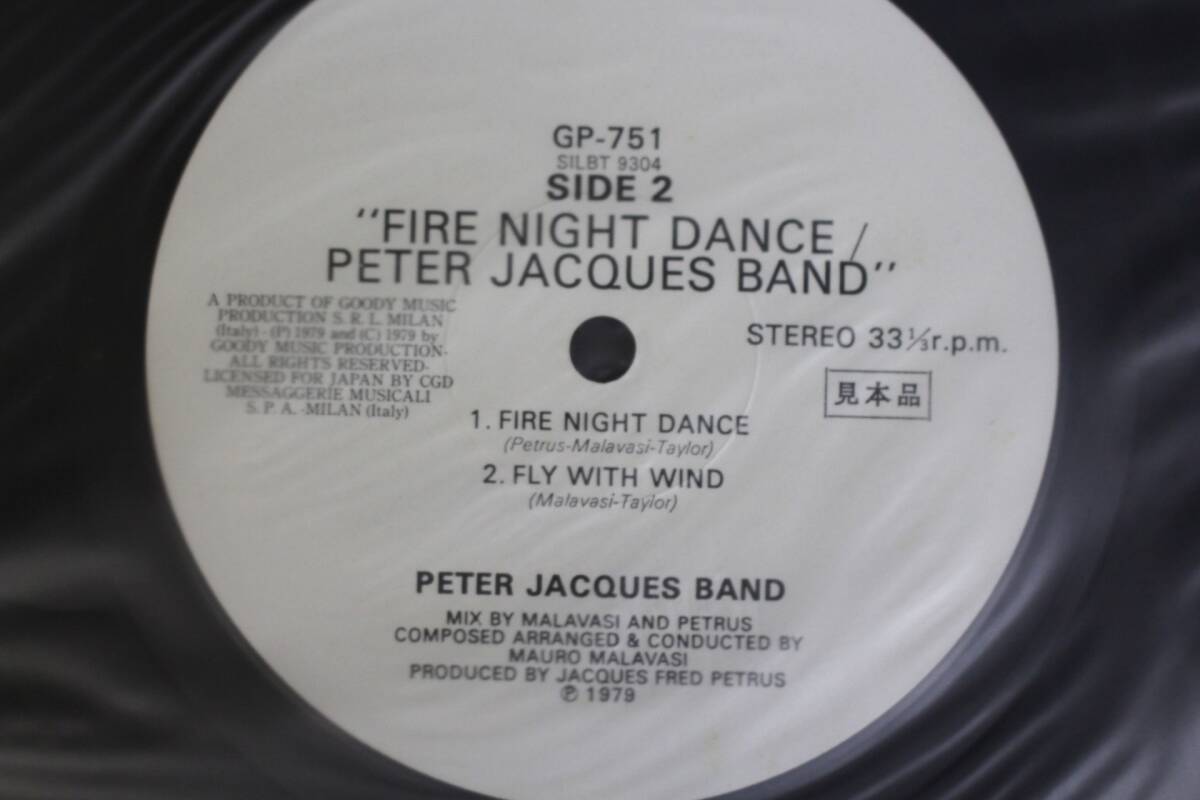 GP-751
SILBT 9304
SIDE 2
"FIRE NIGHT DANCE /
PETER JACQUES BAND"
A PRODUCT OF GOODY MUSIC
PRODUCTION S. R. L. MILAN
(Italy) - (P) 1979 and (C) 1979 by
GOODY MUSIC PRODUCTION-
ALL RIGHTS RESERVED-
LICENSED FOR JAPAN BY CGD
MESSAGGERIE MUSICALI
S. P. A. -MILAN (Italy)
STEREO 33⅓r.p.m.
見本品
1. FIRE NIGHT DANCE
(Petrus-Malavasi-Taylor)
2. FLY WITH WIND
(Malavasi-Taylor)
PETER JACQUES BAND
MIX BY MALAVASI AND PETRUS
COMPOSED ARRANGED & CONDUCTED BY
MAURO MALAVASI
PRODUCED BY JACQUES FRED PETRUS
℗ 1979